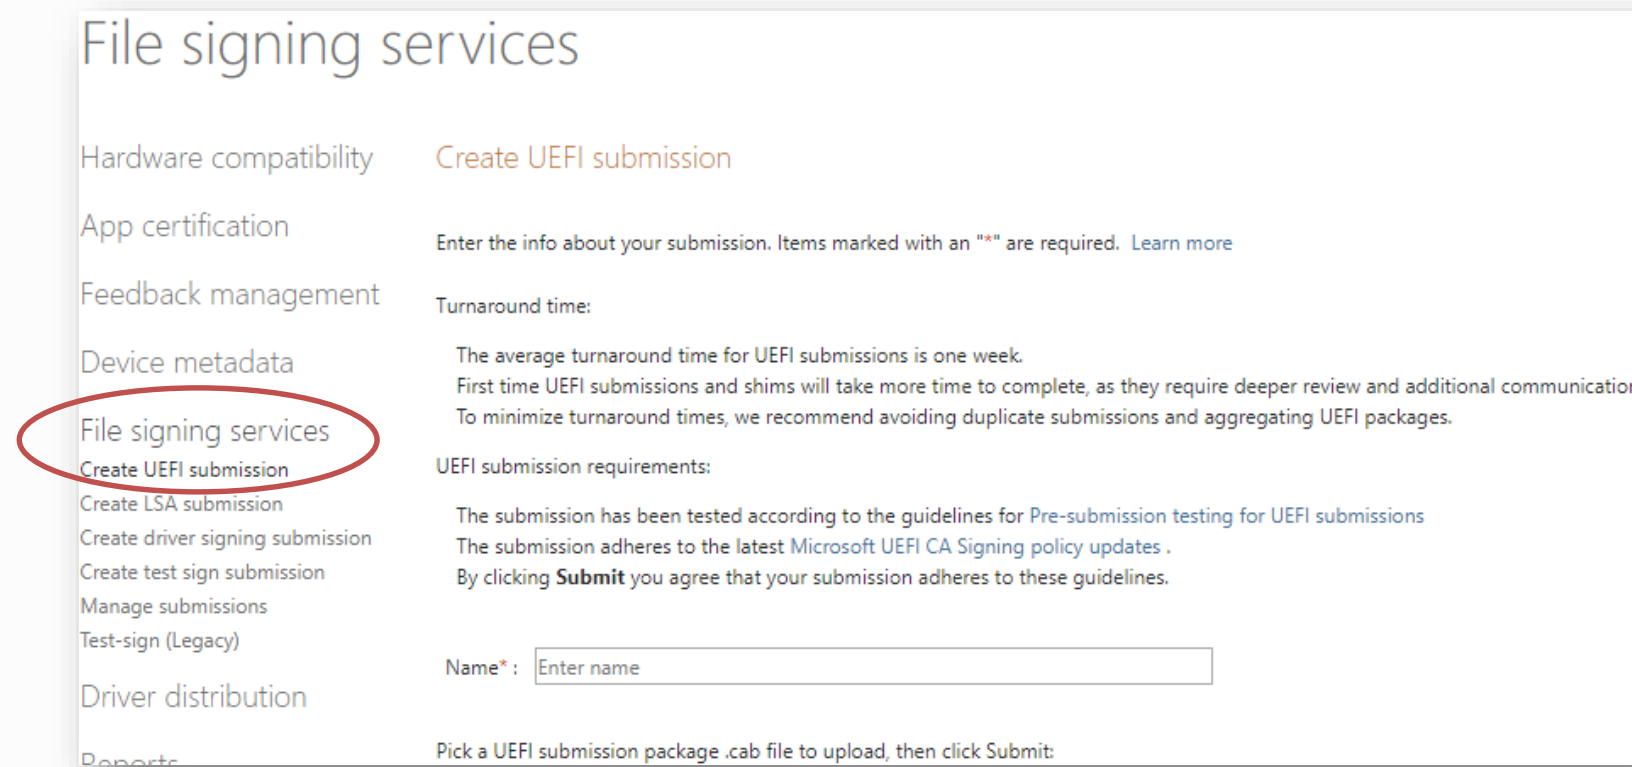 File signing services
Hardware compatibility
App certification
Feedback management
Device metadata
File signing services
Create UEFI submission
Create LSA submission
Create driver signing submission
Create test sign submission
Manage submissions
Test-sign (Legacy)
Driver distribution
Reports
Create UEFI submission
Enter the info about your submission. Items marked with an "*" are required. Learn more
Turnaround time:
The average turnaround time for UEFI submissions is one week.
First time UEFI submissions and shims will take more time to complete, as they require deeper review and additional communication
To minimize turnaround times, we recommend avoiding duplicate submissions and aggregating UEFI packages.
UEFI submission requirements:
The submission has been tested according to the guidelines for Pre-submission testing for UEFI submissions
The submission adheres to the latest Microsoft UEFI CA Signing policy updates .
By clicking Submit you agree that your submission adheres to these guidelines.
Name* : Enter name
Pick a UEFI submission package .cab file to upload, then click Submit: